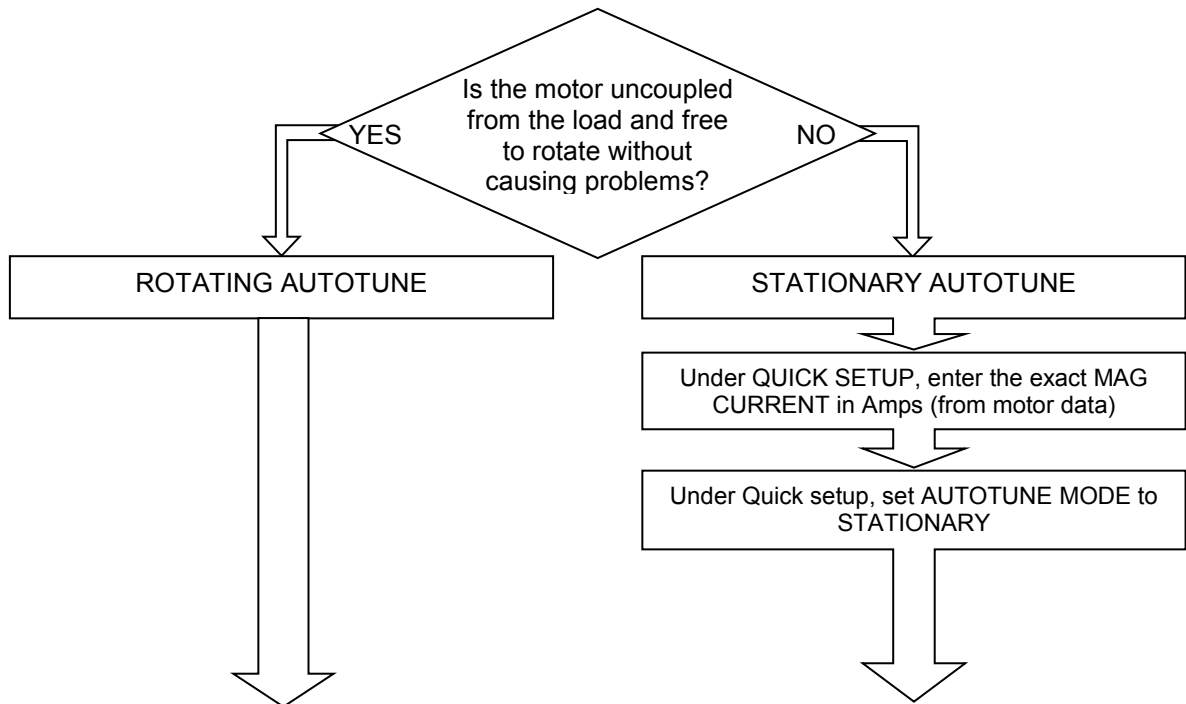 Is the motor uncoupled
from the load and free
to rotate without
causing problems?
YES
NO
ROTATING AUTOTUNE
STATIONARY AUTOTUNE
Under QUICK SETUP, enter the exact MAG
CURRENT in Amps (from motor data)
Under Quick setup, set AUTOTUNE MODE to
STATIONARY